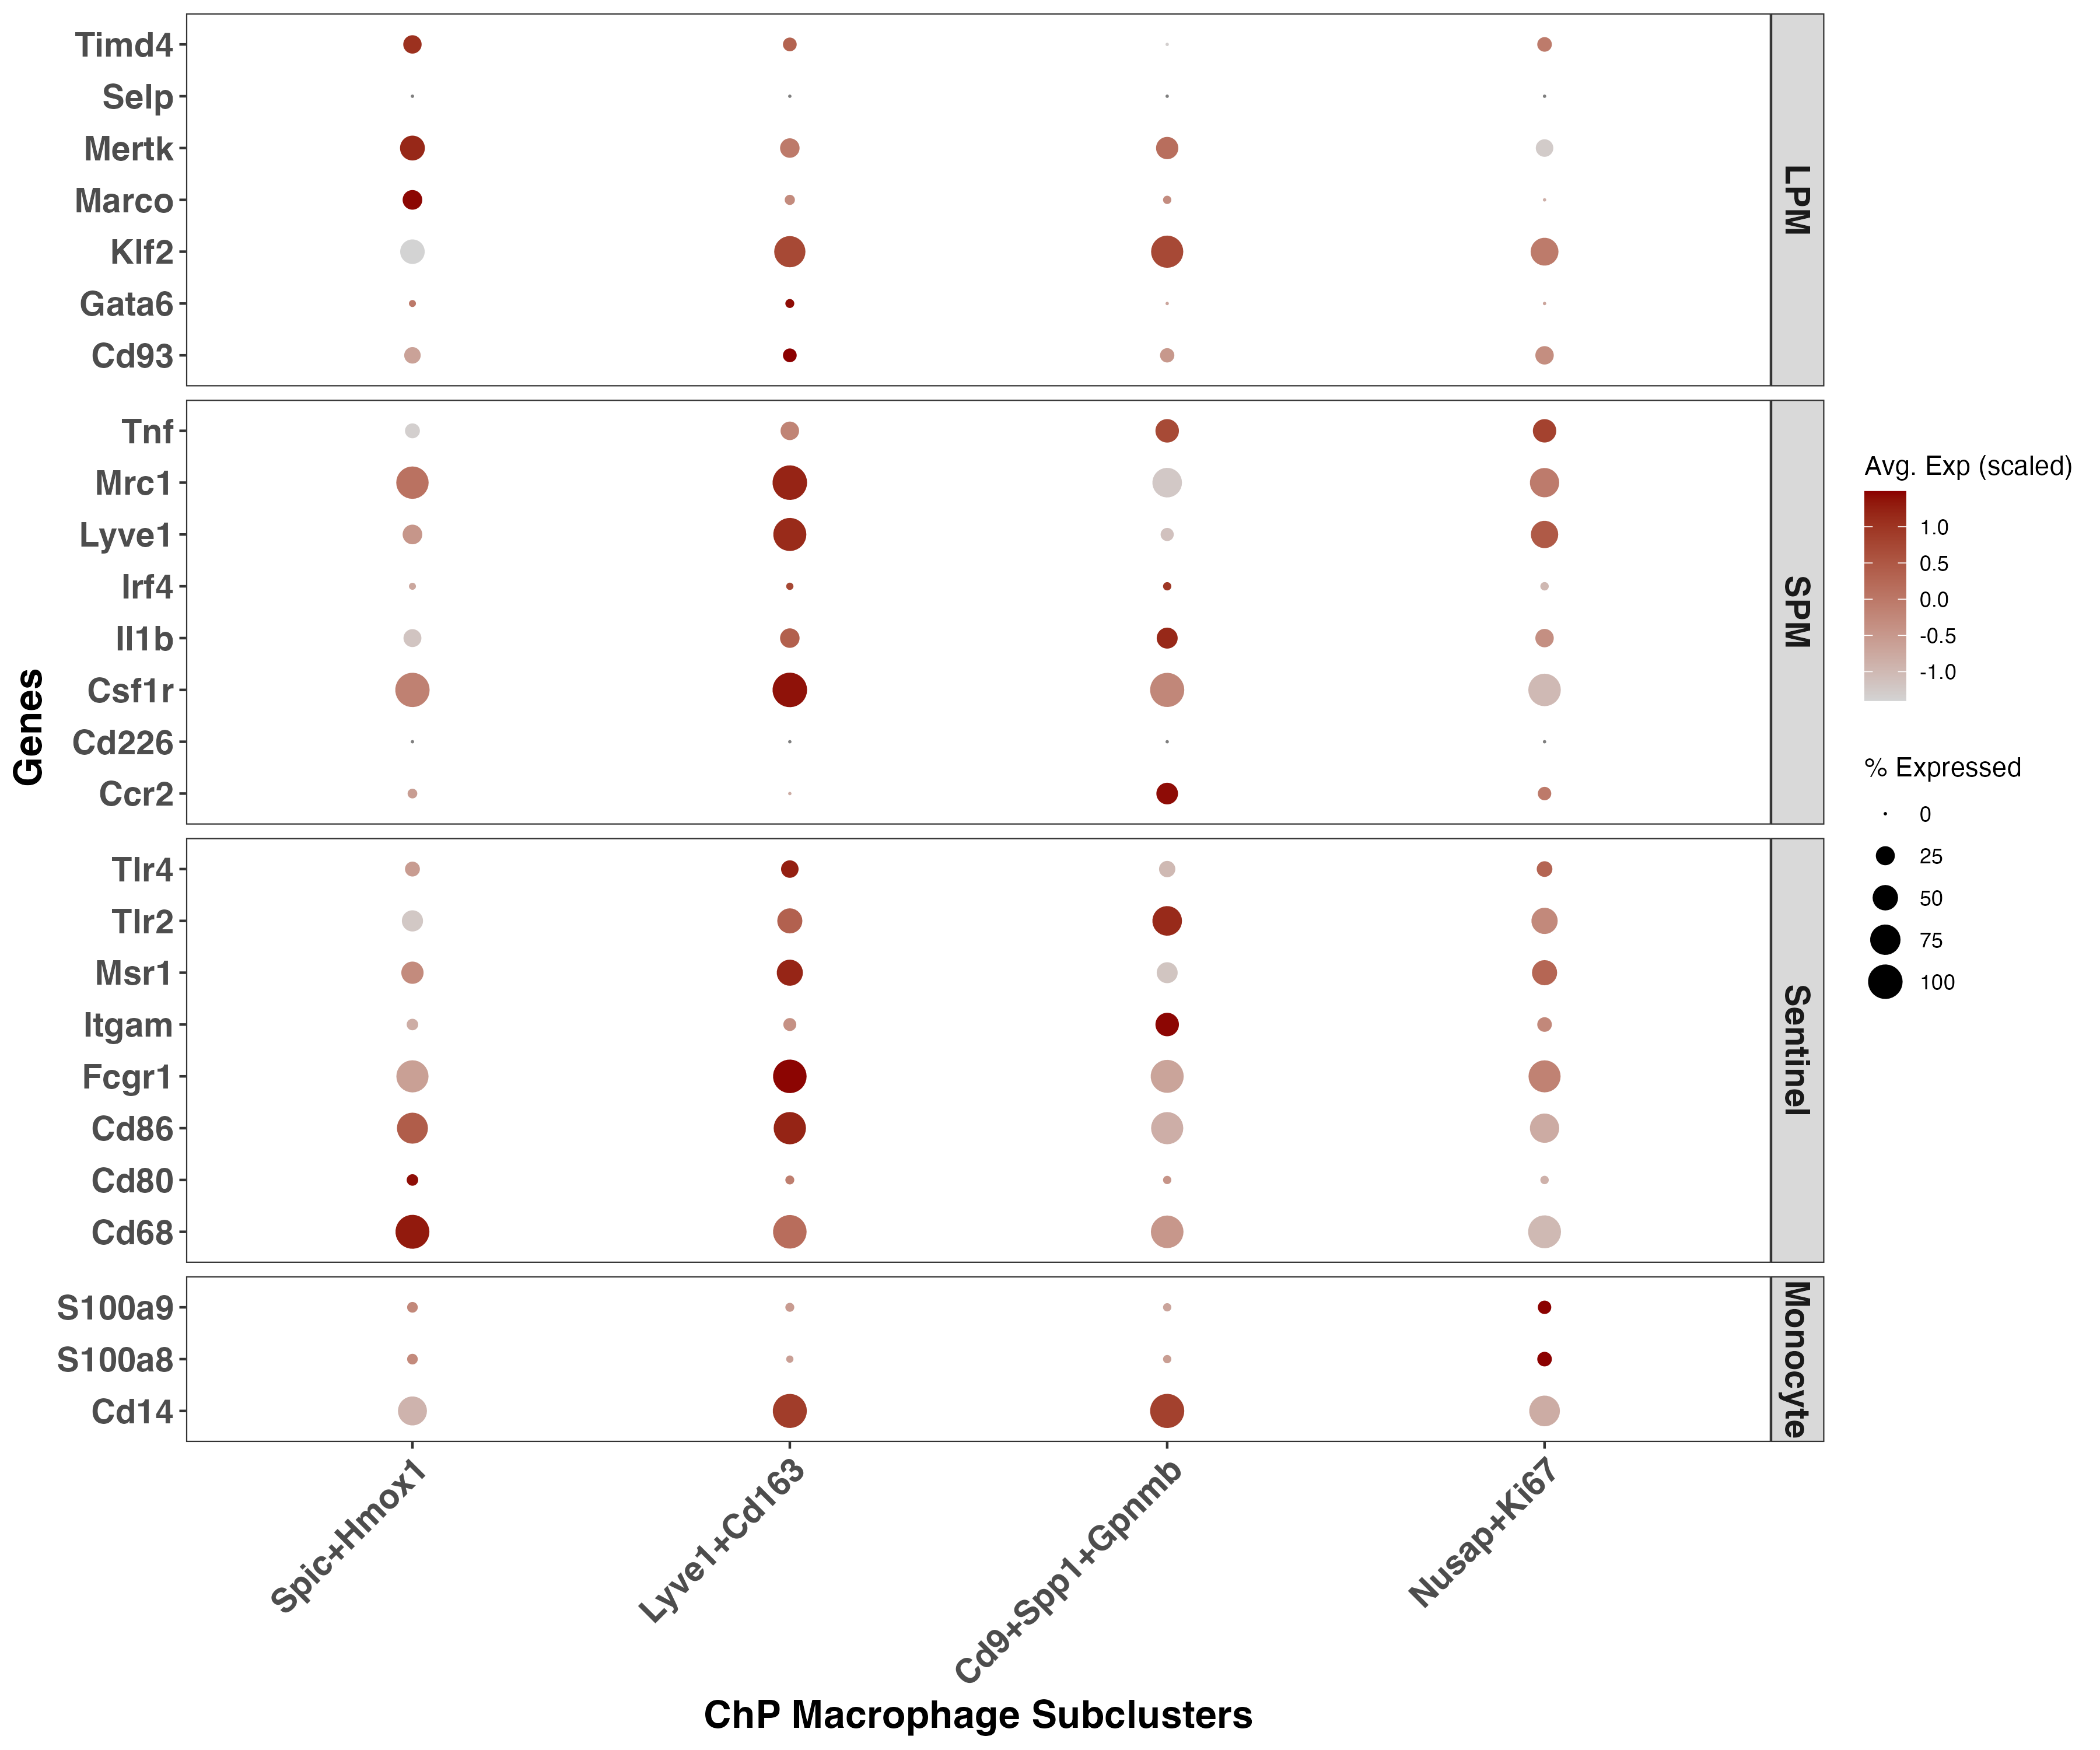 Timd4
Selp
Mertk
Marco
Klf2
Gata6
Cd93
LPM
Tnf
Mrc1
Lyve1
Irf4
Il1b
Csf1r
Cd226
Ccr2
SPM
Tlr4
Tlr2
Msr1
Itgam
Fcgr1
Cd86
Cd80
Cd68
Sentinel
S100a9
S100a8
Cd14
Monocyte
Genes
Spic+Hmox1
Lyve1+Cd163
Cd9+Spp1+Gpnmb
Nusap+Ki67
ChP Macrophage Subclusters
Avg. Exp (scaled)
1.0
0.5
0.0
-0.5
-1.0
% Expressed
0
25
50
75
100